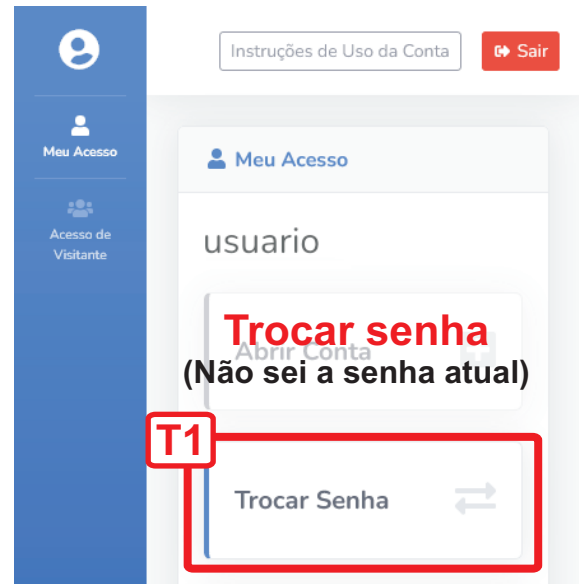 Instruções de Uso da Conta
Sair
Meu Acesso
Acesso de
Visitante
Meu Acesso
usuario
Trocar senha
Abrir Conta
(Não sei a senha atual)
T1
Trocar Senha